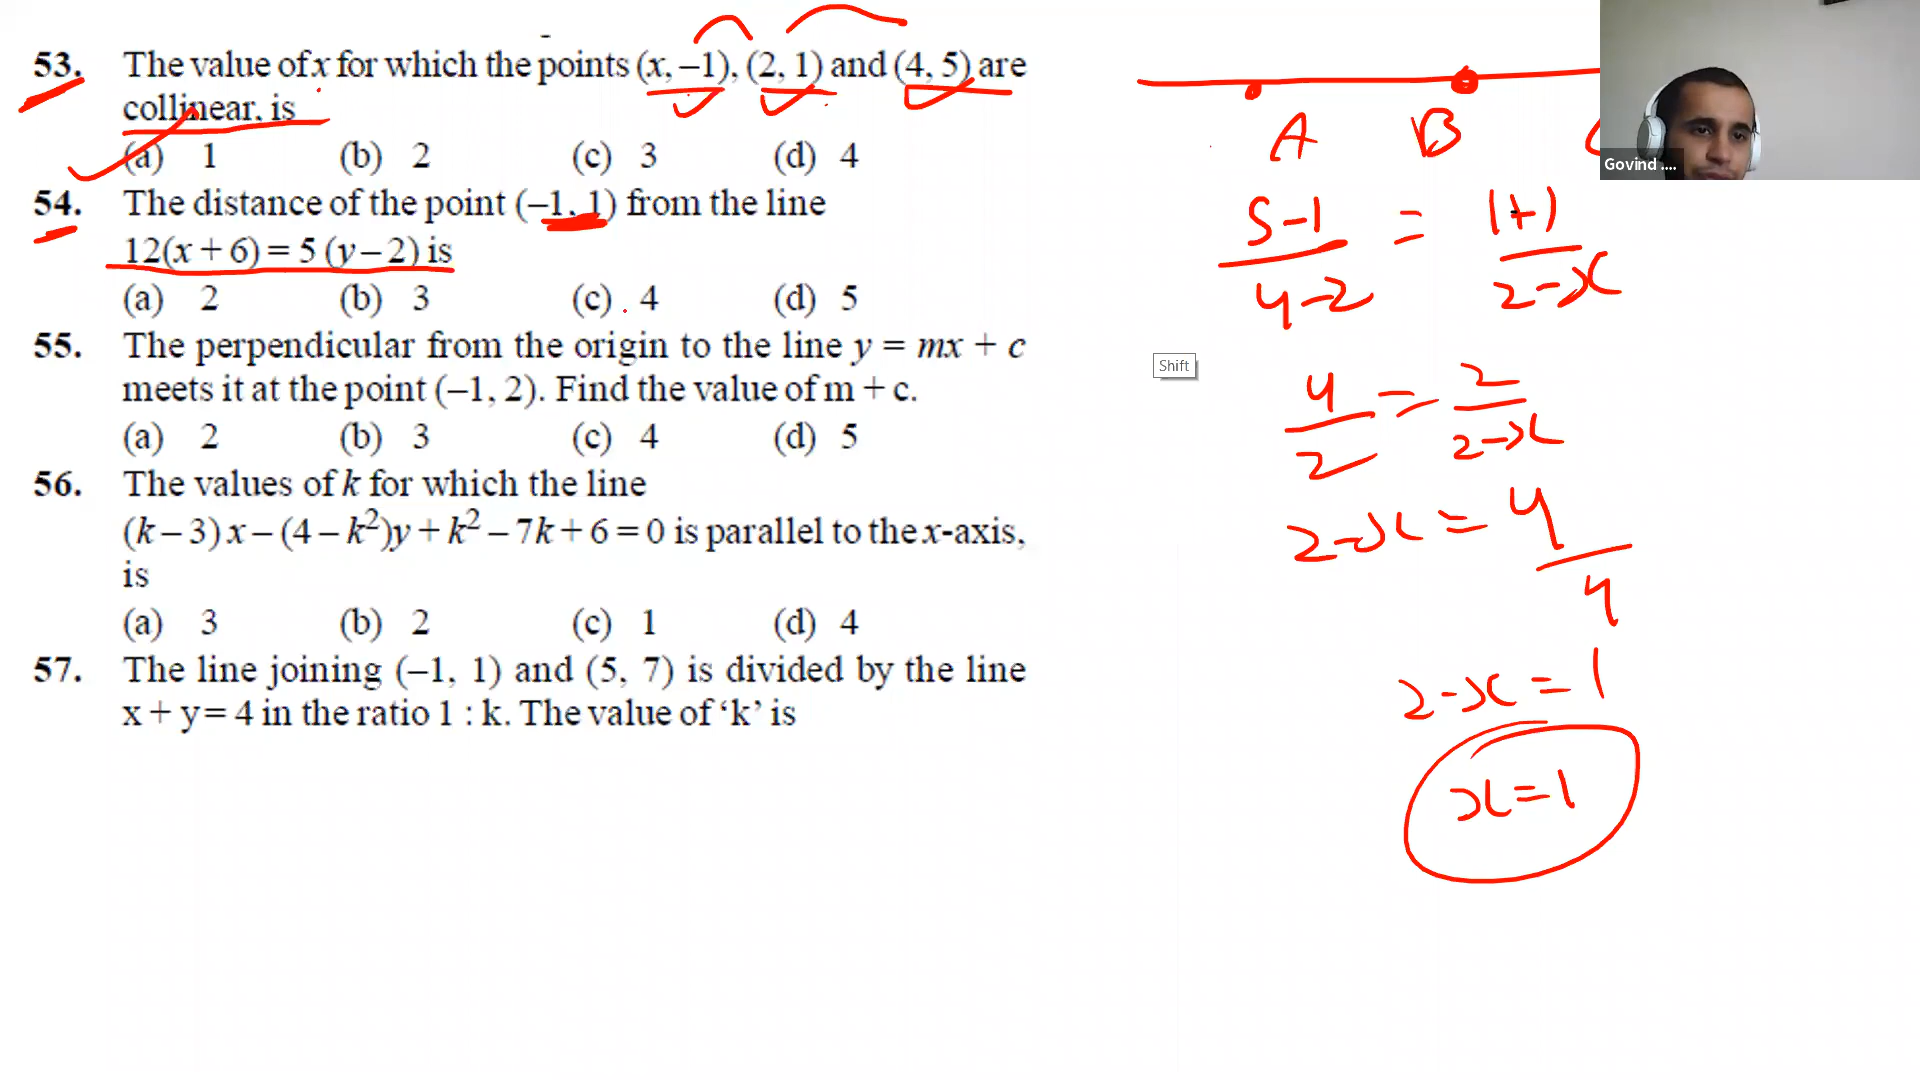 53. The value of x for which the points (x, –1), (2, 1) and (4, 5) are
collinear, is
(a) 1 (b) 2 (c) 3 (d) 4
54. The distance of the point (–1, 1) from the line
12(x + 6) = 5 (y – 2) is
(a) 2 (b) 3 (c) 4 (d) 5
55. The perpendicular from the origin to the line y = mx + c
meets it at the point (–1, 2). Find the value of m + c.
(a) 2 (b) 3 (c) 4 (d) 5
56. The values of k for which the line
(k – 3) x – (4 – k²)y + k² – 7k + 6 = 0 is parallel to the x-axis,
is
(a) 3 (b) 2 (c) 1 (d) 4
57. The line joining (–1, 1) and (5, 7) is divided by the line
x + y = 4 in the ratio 1 : k. The value of ‘k’ is
A B
Govind ....
5-1 = 1+1
4-2 2-x
Shift
4 = 2
2 2-x
2-x = 4
4
2-x = 1
x = 1